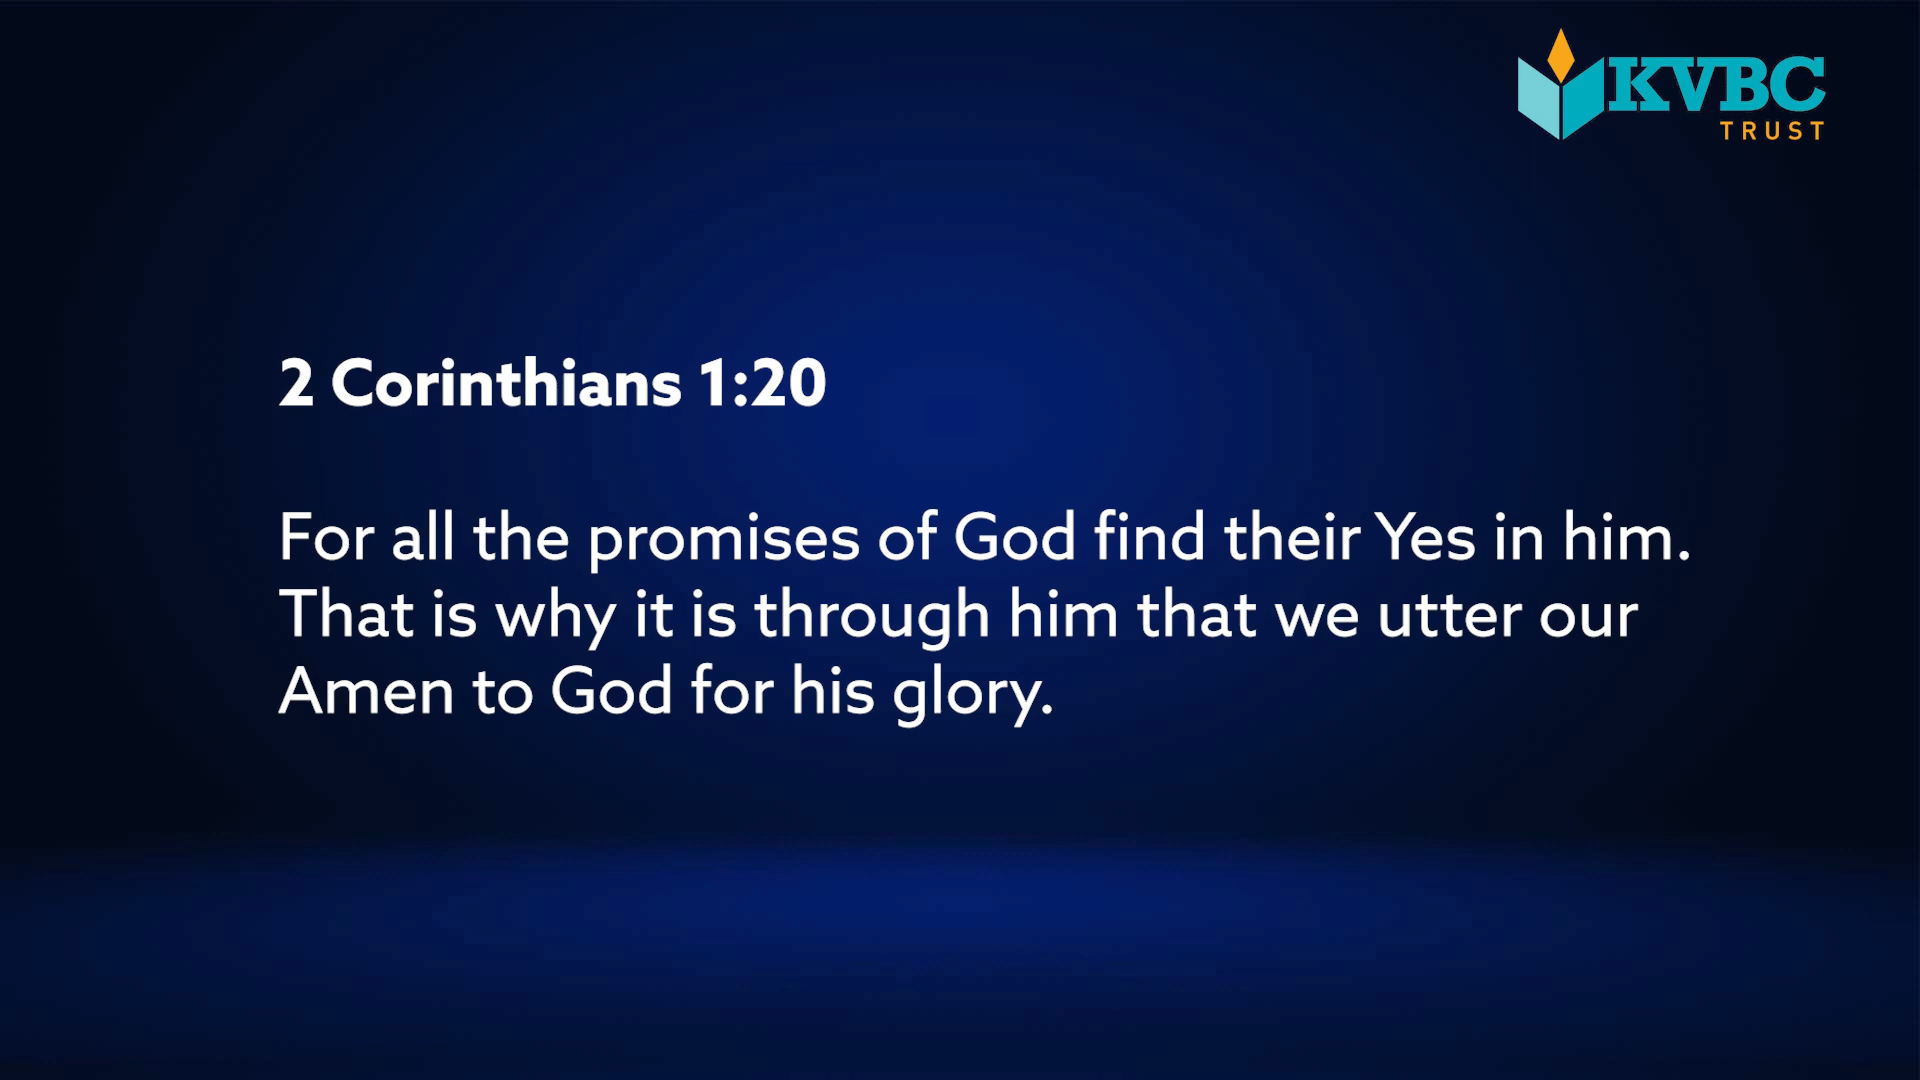 KVBC
TRUST
2 Corinthians 1:20
For all the promises of God find their Yes in him.
That is why it is through him that we utter our
Amen to God for his glory.